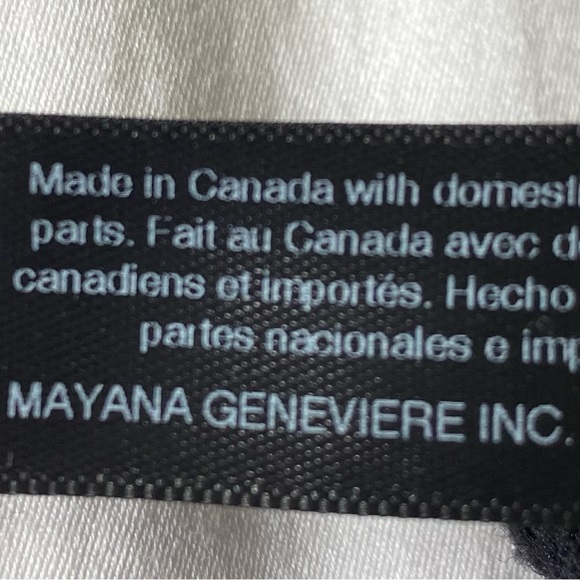 Made in Canada with domesti
parts. Fait au Canada avec d
canadiens et importés. Hecho
partes nacionales e imp
MAYANA GENEVIERE INC.